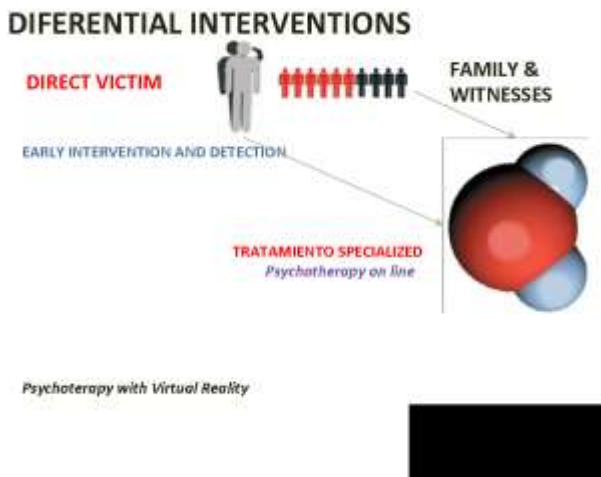 DIFERENTIAL INTERVENTIONS
DIRECT VICTIM
FAMILY &
WITNESSES
EARLY INTERVENTION AND DETECTION
TRATAMIENTO SPECIALIZED
Psychotherapy on line
Psychoterapy with Virtual Reality